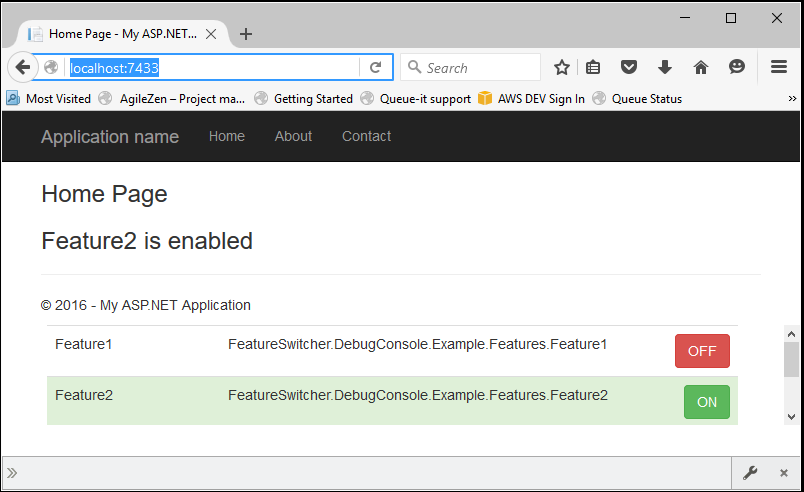 Home Page - My ASP.NET...
localhost:7433
Search
Most Visited AgileZen – Project ma... Getting Started Queue-it support AWS DEV Sign In Queue Status
Application name Home About Contact
Home Page
Feature2 is enabled
© 2016 - My ASP.NET Application
Feature1 FeatureSwitcher.DebugConsole.Example.Features.Feature1 OFF
Feature2 FeatureSwitcher.DebugConsole.Example.Features.Feature2 ON